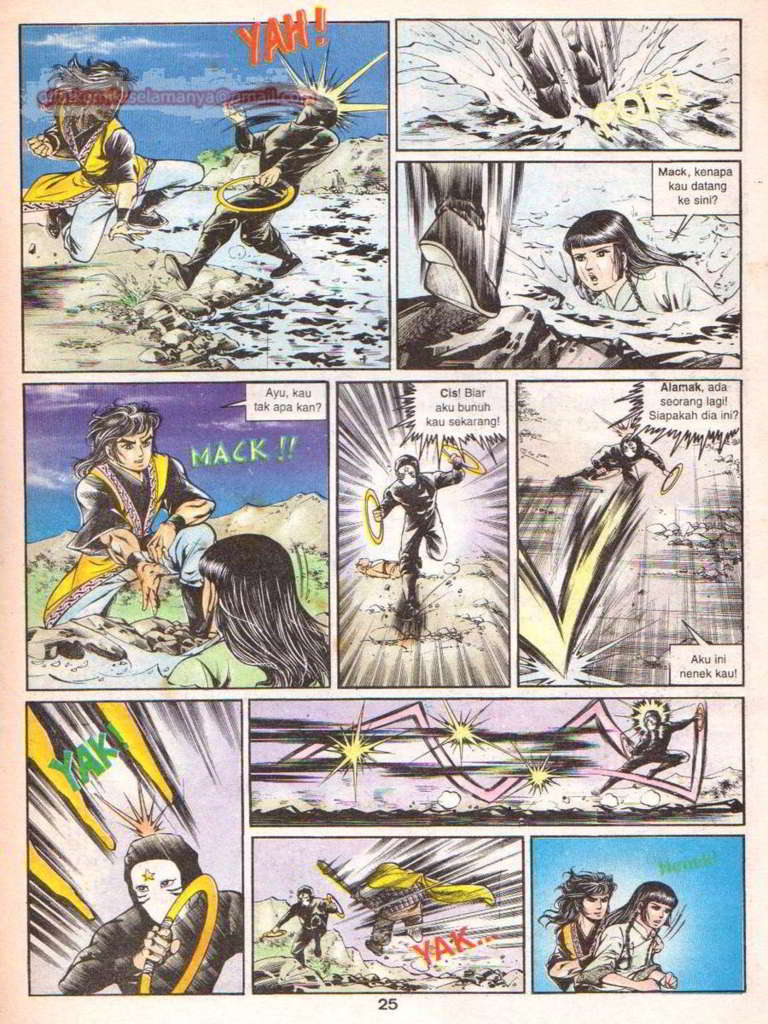 YAH!
POK!
Mack, kenapa
kau datang
ke sini?
Ayu, kau
tak apa kan?
MACK!!
Cis! Biar
aku bunuh
kau sekarang!
Alamak, ada
seorang lagi!
Siapakah dia ini?
Aku ini
nenek kau!
YAK!
YAK...
Nenek!
25